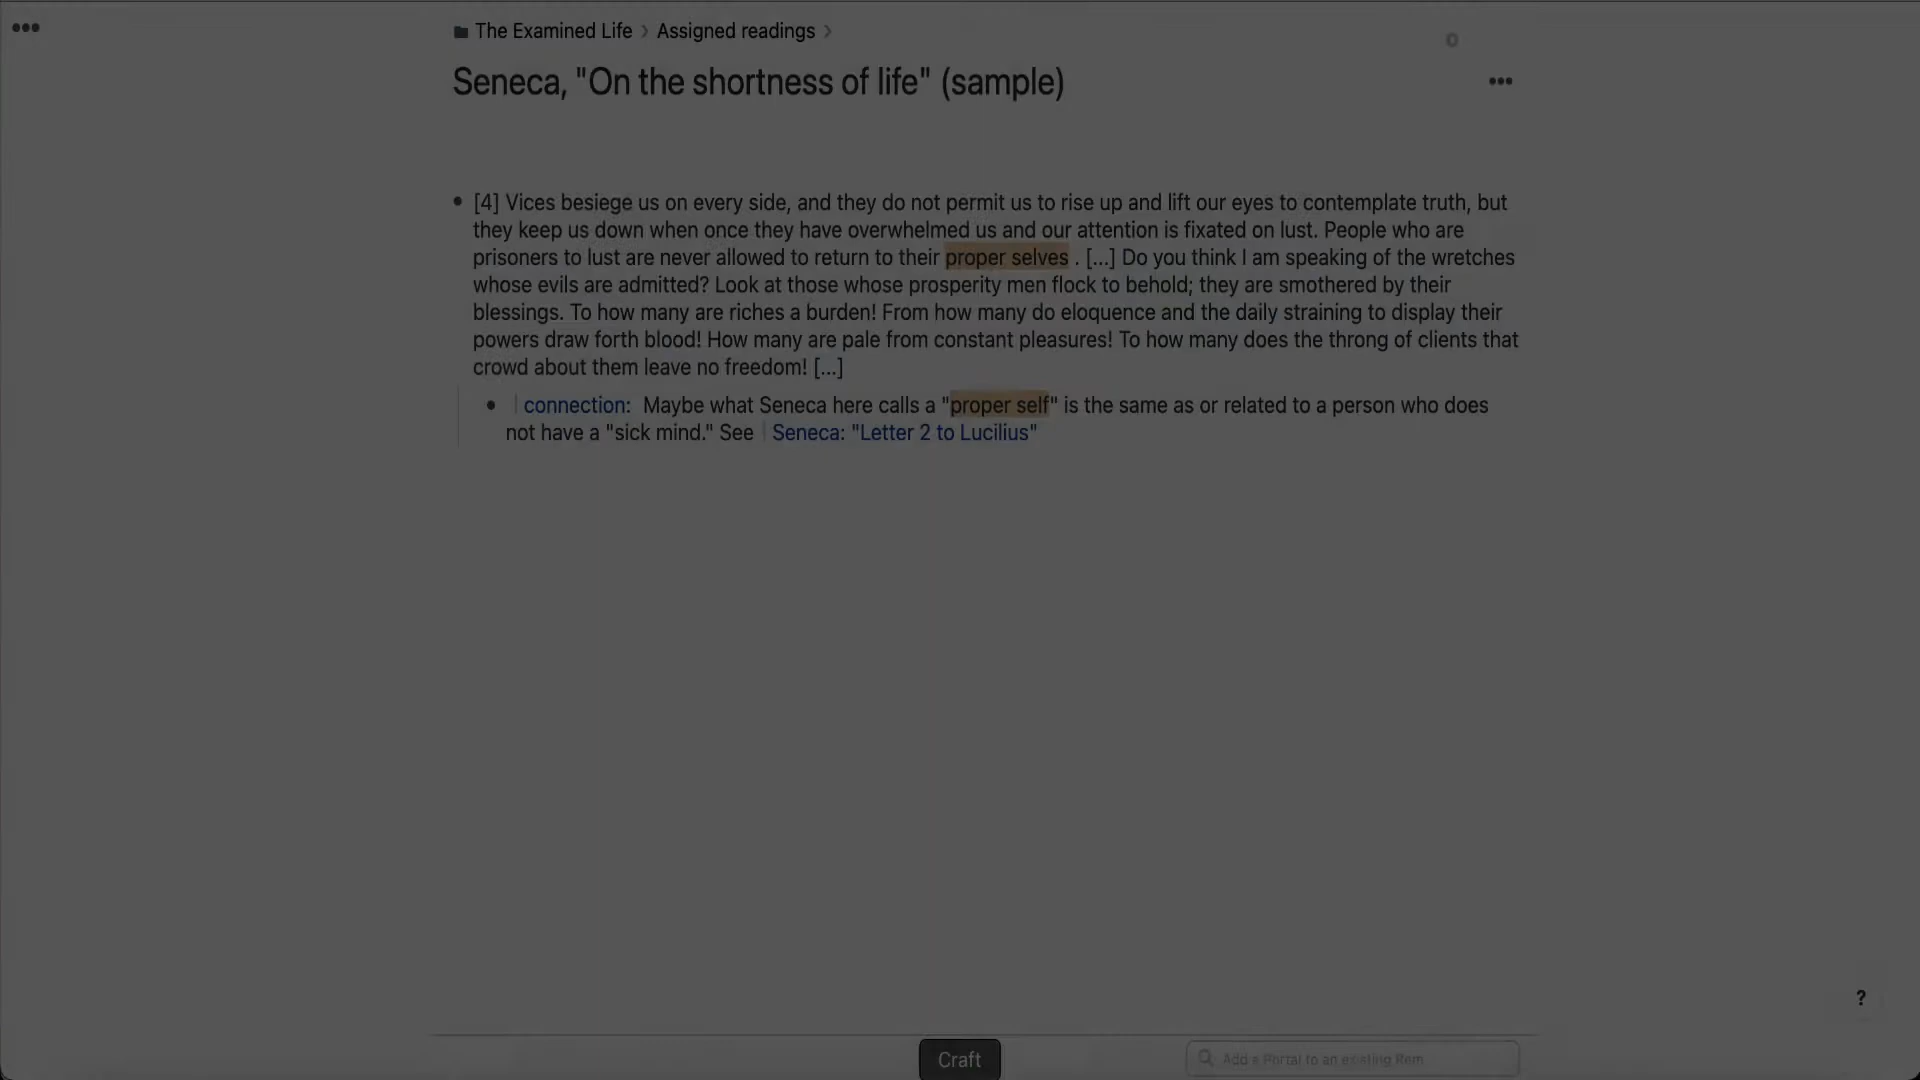 The Examined Life > Assigned readings >
Seneca, "On the shortness of life" (sample)
[4] Vices besiege us on every side, and they do not permit us to rise up and lift our eyes to contemplate truth, but
they keep us down when once they have overwhelmed us and our attention is fixated on lust. People who are
prisoners to lust are never allowed to return to their proper selves . [...] Do you think I am speaking of the wretches
whose evils are admitted? Look at those whose prosperity men flock to behold; they are smothered by their
blessings. To how many are riches a burden! From how many do eloquence and the daily straining to display their
powers draw forth blood! How many are pale from constant pleasures! To how many does the throng of clients that
crowd about them leave no freedom! [...]
connection: Maybe what Seneca here calls a "proper self" is the same as or related to a person who does
not have a "sick mind." See Seneca: "Letter 2 to Lucilius"
?
Craft
Add a Portal to an existing Rem